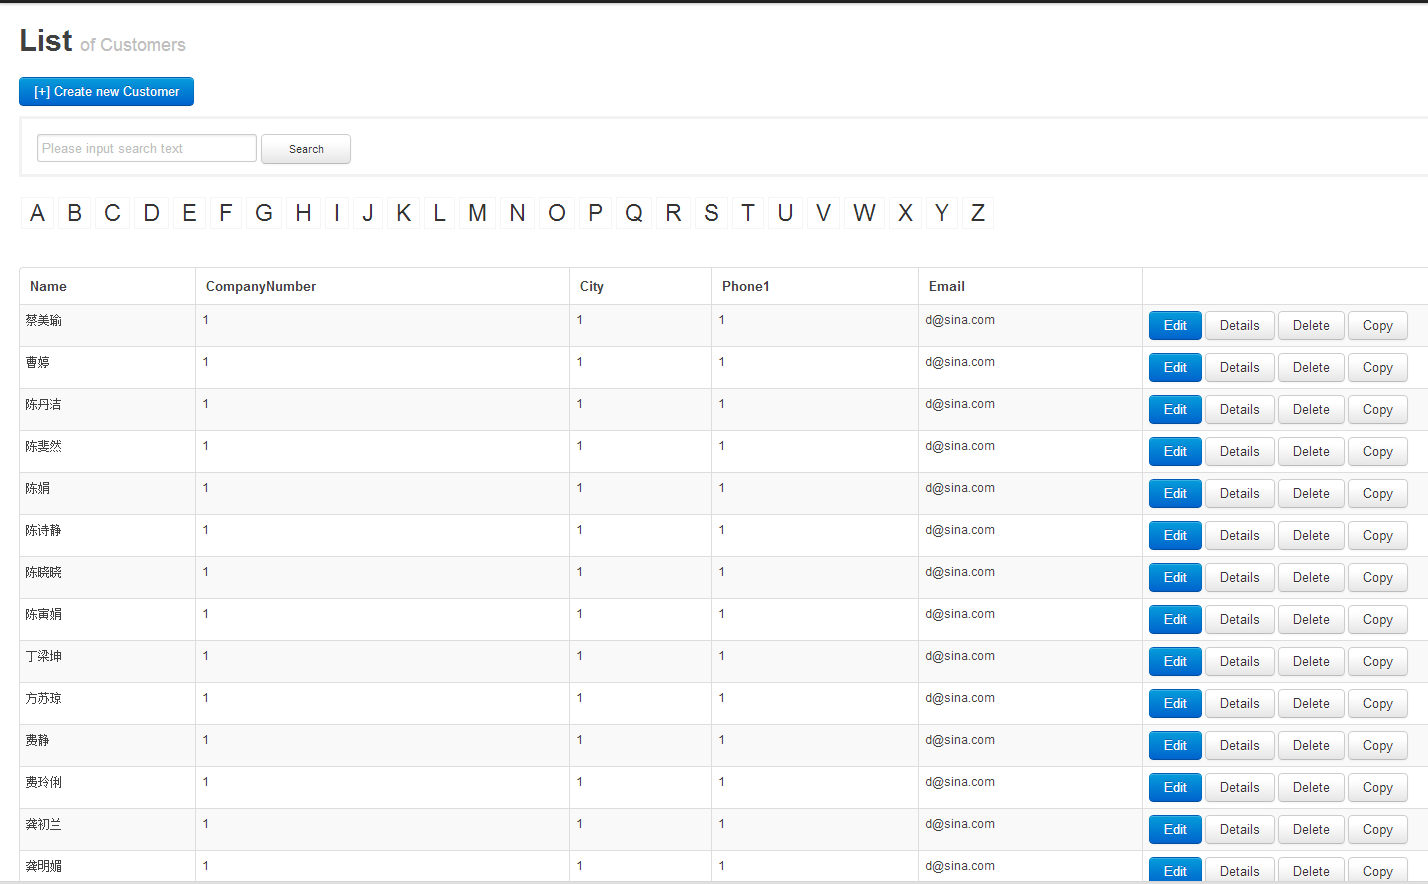 List of Customers
[+] Create new Customer
Please input search text Search
A B C D E F G H I J K L M N O P Q R S T U V W X Y Z
Name CompanyNumber City Phone1 Email
蔡美瑜 1 1 1 d@sina.com Edit Details Delete Copy
曹婷 1 1 1 d@sina.com Edit Details Delete Copy
陈丹洁 1 1 1 d@sina.com Edit Details Delete Copy
陈斐然 1 1 1 d@sina.com Edit Details Delete Copy
陈娟 1 1 1 d@sina.com Edit Details Delete Copy
陈诗静 1 1 1 d@sina.com Edit Details Delete Copy
陈晓晓 1 1 1 d@sina.com Edit Details Delete Copy
陈寅娟 1 1 1 d@sina.com Edit Details Delete Copy
丁梁坤 1 1 1 d@sina.com Edit Details Delete Copy
方苏琼 1 1 1 d@sina.com Edit Details Delete Copy
费静 1 1 1 d@sina.com Edit Details Delete Copy
费玲俐 1 1 1 d@sina.com Edit Details Delete Copy
龚初兰 1 1 1 d@sina.com Edit Details Delete Copy
龚明媚 1 1 1 d@sina.com Edit Details Delete Copy